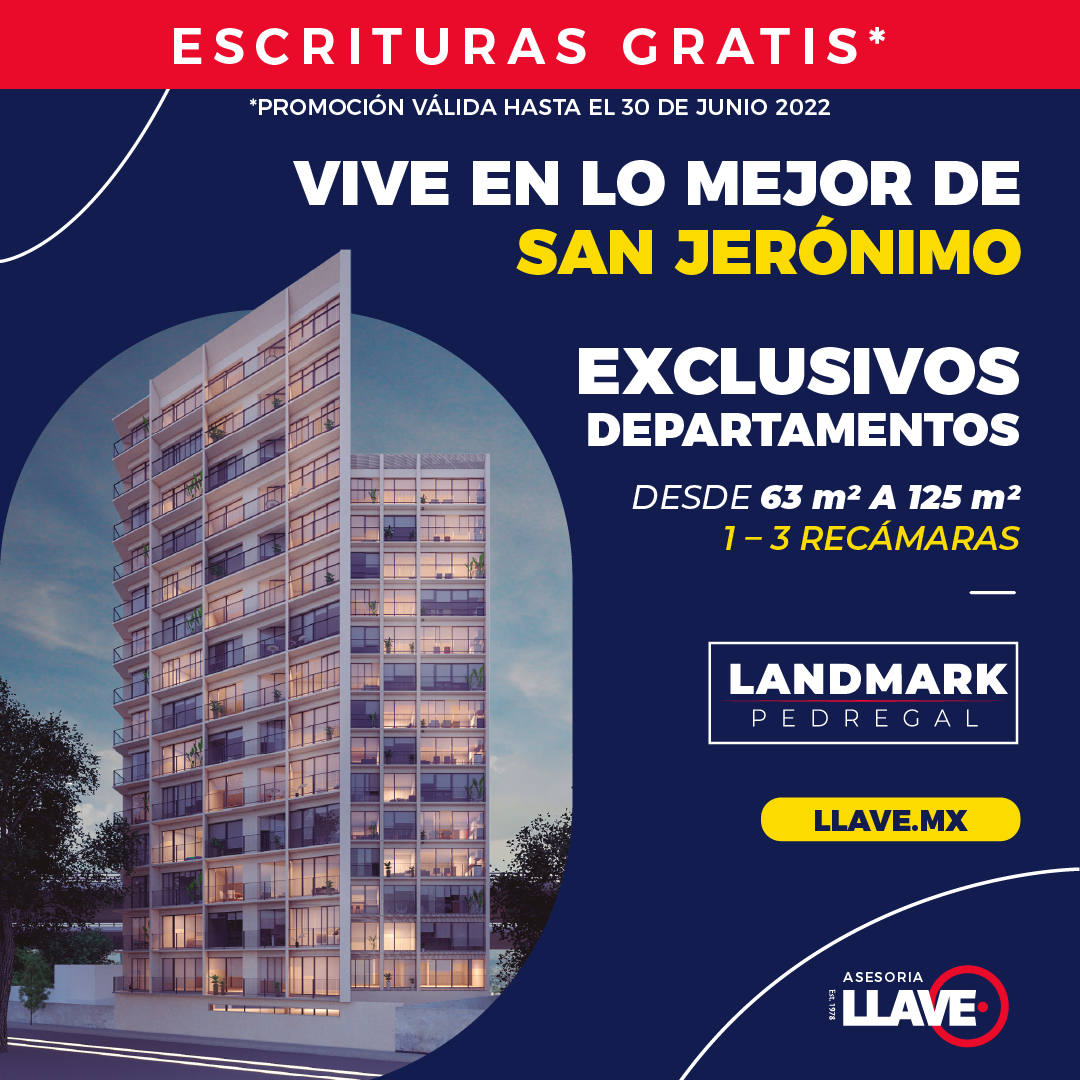 ESCRITURAS GRATIS*
*PROMOCIÓN VÁLIDA HASTA EL 30 DE JUNIO 2022
VIVE EN LO MEJOR DE
SAN JERÓNIMO
EXCLUSIVOS
DEPARTAMENTOS
DESDE 63 m² A 125 m²
1 – 3 RECÁMARAS
LANDMARK
PEDREGAL
LLAVE.MX
ASESORIA
Est. 1978
LLAVE